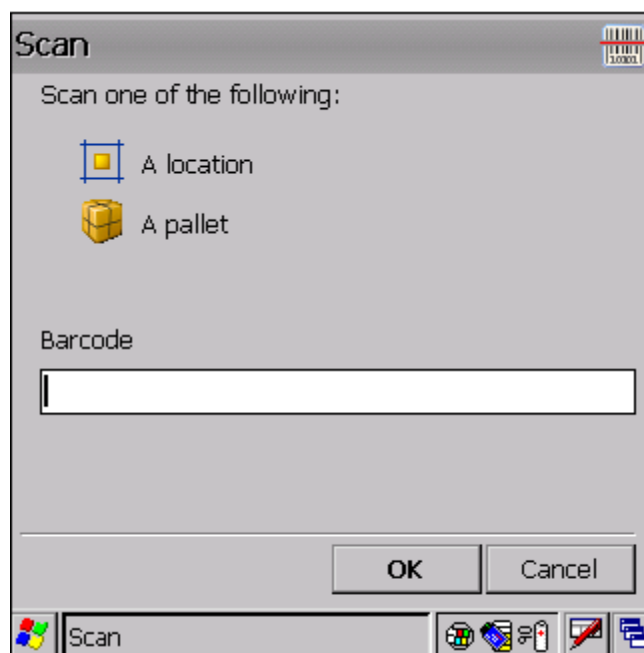 Scan
Scan one of the following:
A location
A pallet
Barcode
OK
Cancel
Scan